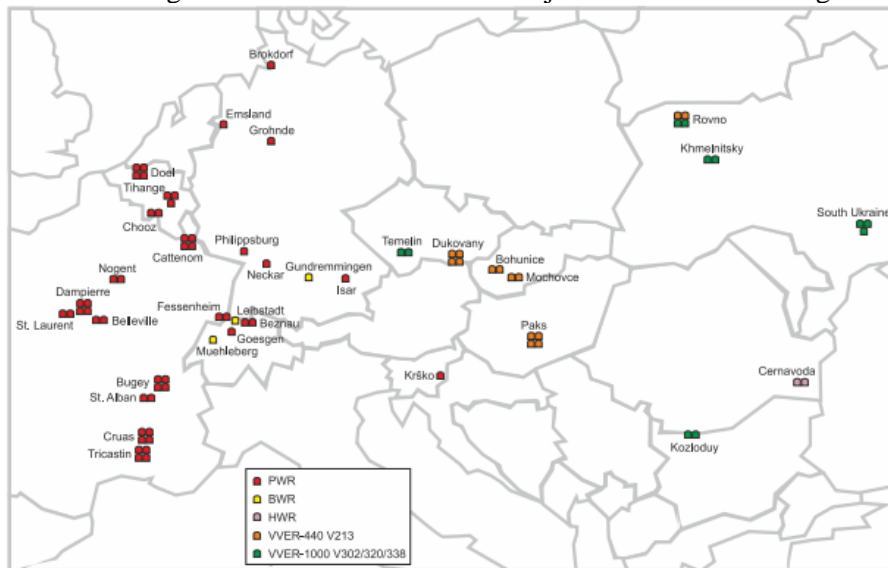 Brokdorf
Emsland
Grohnde
Rovno
Khmelnitsky
Doel
Tihange
Chooz
South Ukraine
Cattenom
Philippsburg
Neckar
Gundremmingen
Isar
Temelin
Dukovany
Bohunice
Mochovce
Nogent
Dampierre
St. Laurent
Belleville
Fessenheim
Leibstadt
Beznau
Goesgen
Muehleberg
Paks
Krško
Cernavoda
Bugey
St. Alban
Kozloduy
Cruas
Tricastin
PWR
BWR
HWR
VVER-440 V213
VVER-1000 V302/320/338